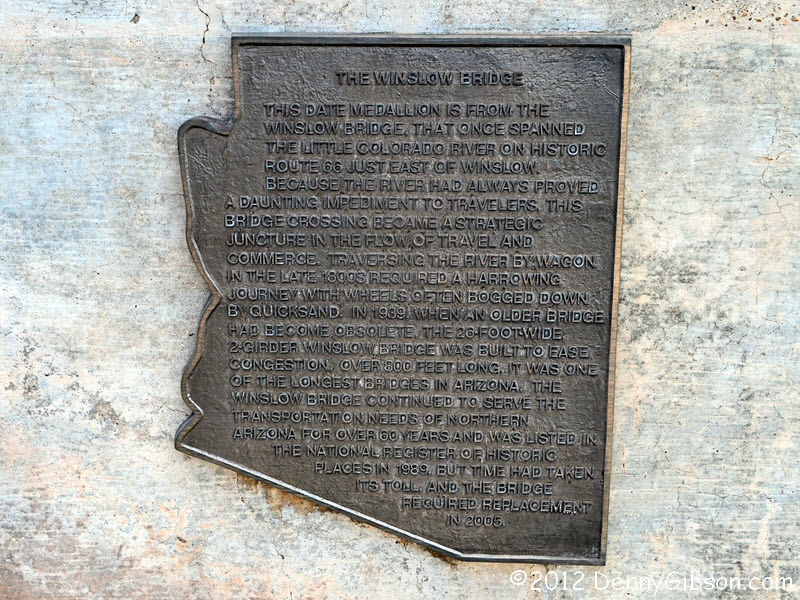 THE WINSLOW BRIDGE
THIS DATE MEDALLION IS FROM THE
WINSLOW BRIDGE, THAT ONCE SPANNED
THE LITTLE COLORADO RIVER ON HISTORIC
ROUTE 66 JUST EAST OF WINSLOW.
BECAUSE THE RIVER HAD ALWAYS PROVED
A DAUNTING IMPEDIMENT TO TRAVELERS, THIS
BRIDGE CROSSING BECAME A STRATEGIC
JUNCTURE IN THE FLOW OF TRAVEL AND
COMMERCE. TRAVERSING THE RIVER BY WAGON
IN THE LATE 1800S REQUIRED A HARROWING
JOURNEY WITH WHEELS OFTEN BOGGED DOWN
BY QUICKSAND. IN 1939, WHEN AN OLDER BRIDGE
HAD BECOME OBSOLETE, THE 26-FOOT-WIDE,
2-GIRDER WINSLOW BRIDGE WAS BUILT TO EASE
CONGESTION. OVER 800 FEET LONG, IT WAS ONE
OF THE LONGEST BRIDGES IN ARIZONA. THE
WINSLOW BRIDGE CONTINUED TO SERVE THE
TRANSPORTATION NEEDS OF NORTHERN
ARIZONA FOR OVER 60 YEARS AND WAS LISTED IN
THE NATIONAL REGISTER OF HISTORIC
PLACES IN 1989. BUT TIME HAD TAKEN
ITS TOLL, AND THE BRIDGE
REQUIRED REPLACEMENT
IN 2005.
©2012 DennyGibson.com